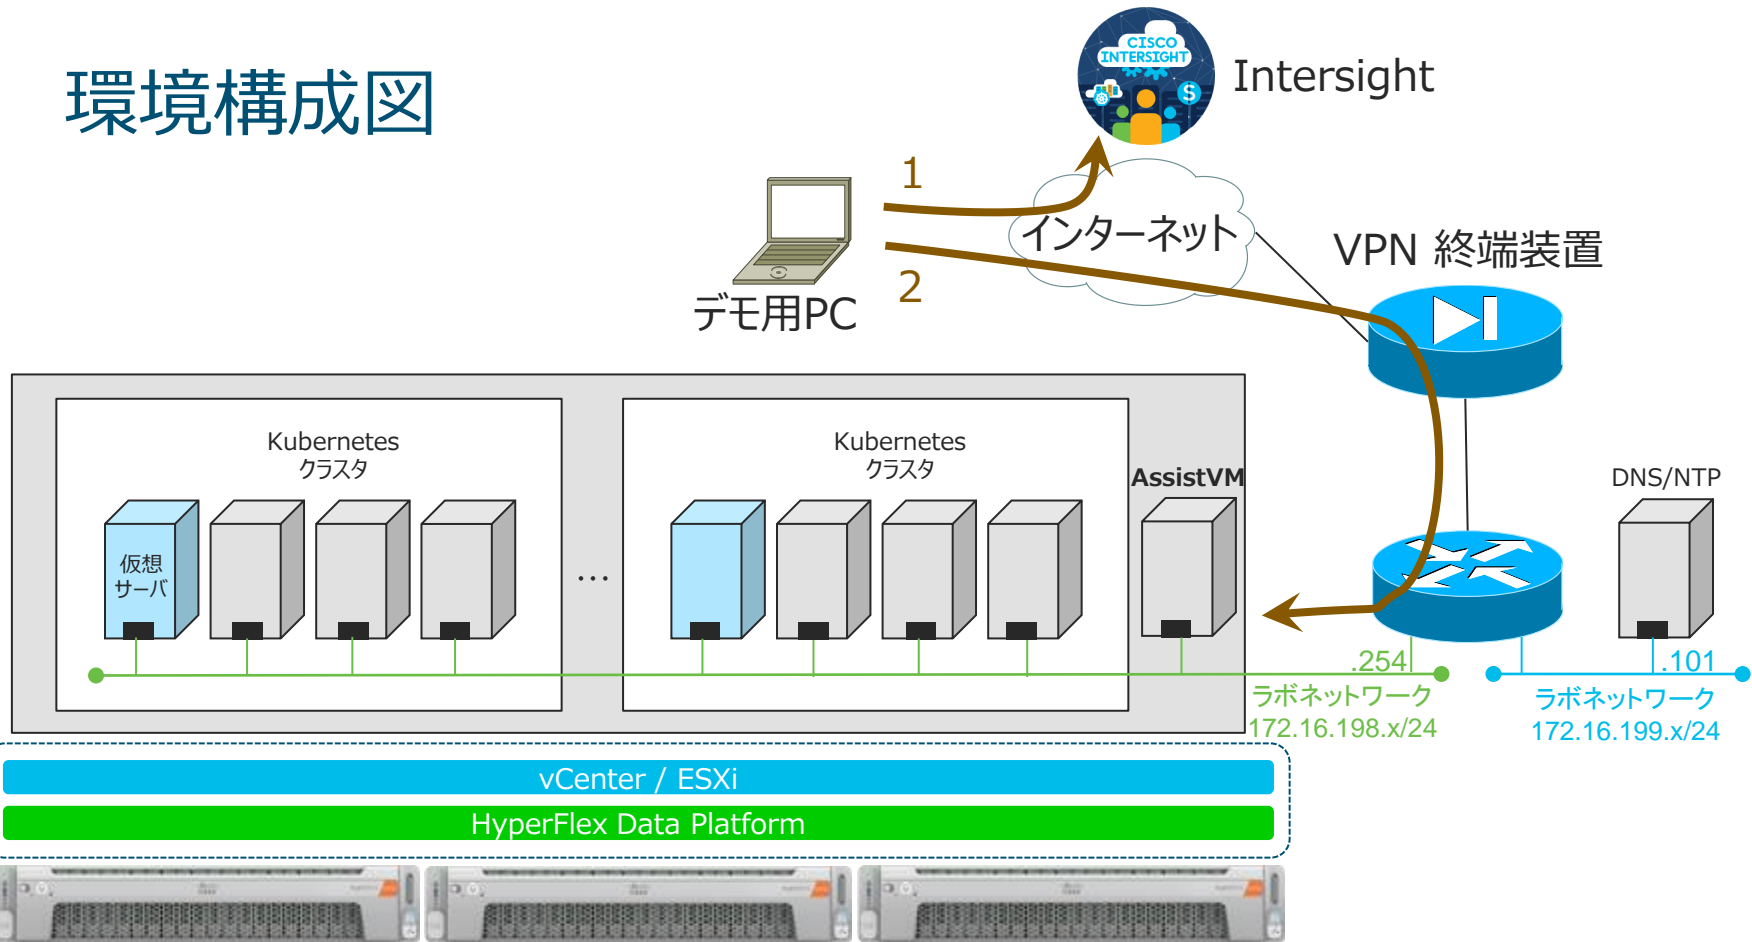 環境構成図
CISCO
INTERSIGHT
Intersight
$
1
インターネット
2
デモ用PC
VPN 終端装置
Kubernetes
クラスタ
仮想
サーバ
...
Kubernetes
クラスタ
AssistVM
DNS/NTP
.254
ラボネットワーク
172.16.198.x/24
.101
ラボネットワーク
172.16.199.x/24
vCenter / ESXi
HyperFlex Data Platform